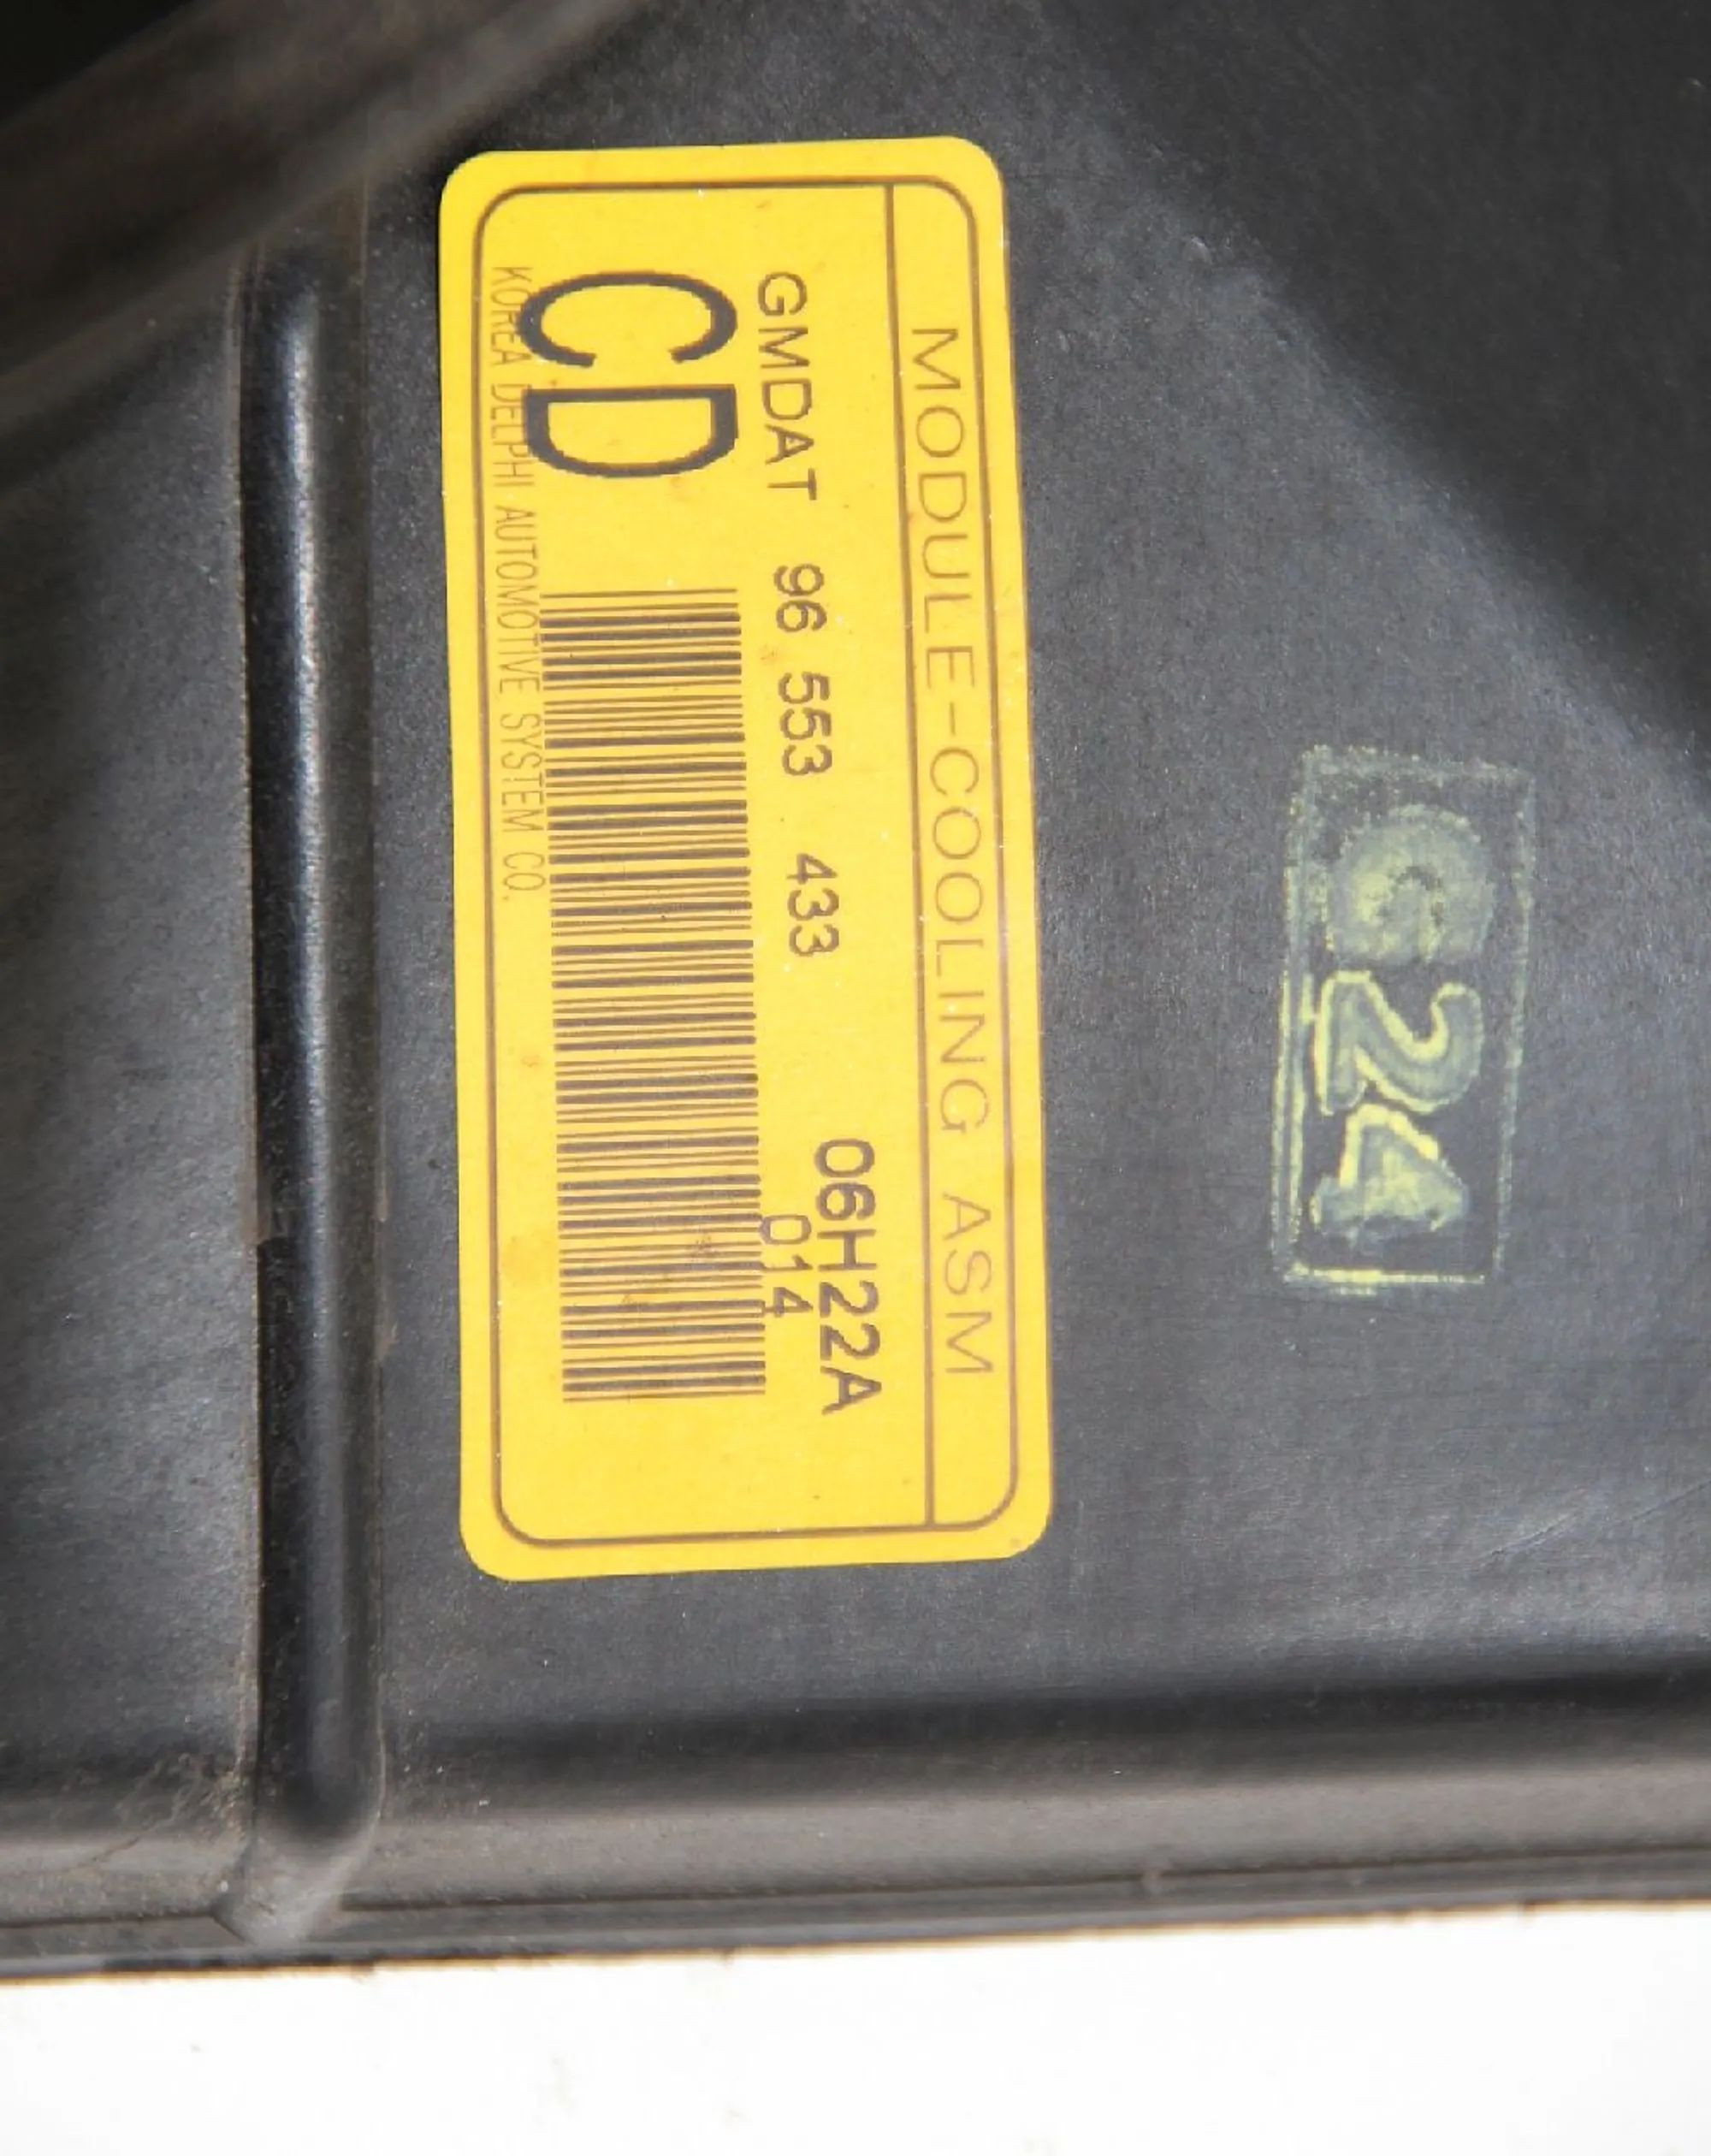 MODULE-COOLING ASM
GMDAT 96 553 433 06H22A
014
CD
KOREA DELPHI AUTOMOTIVE SYSTEM CO.
24